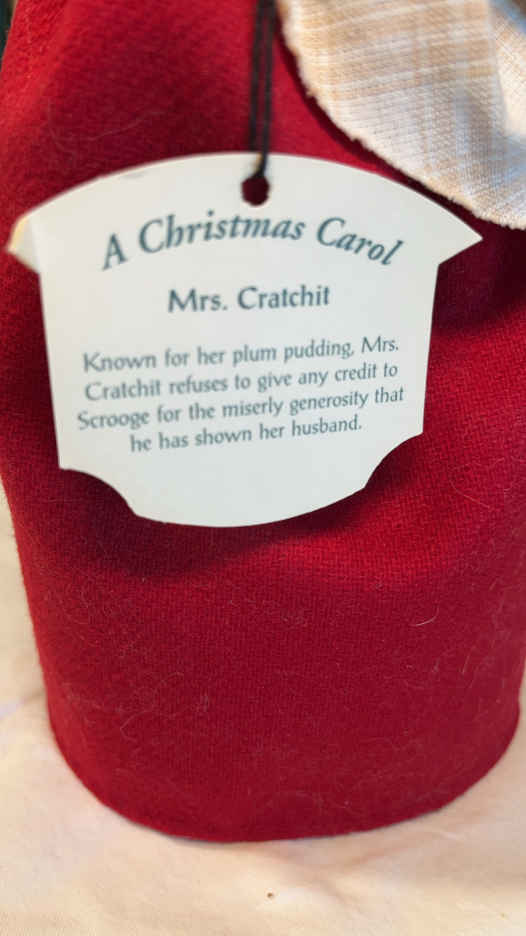 A Christmas Carol
Mrs. Cratchit
Known for her plum pudding, Mrs.
Cratchit refuses to give any credit to
Scrooge for the miserly generosity that
he has shown her husband.